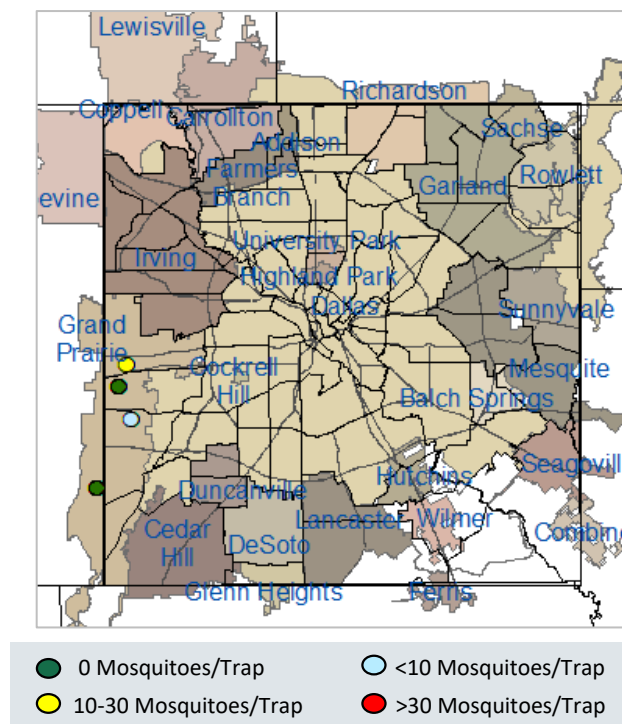 Lewisville
Richardson
Coppell
Carrollton
Addison
Sachse
Farmers
Branch
Garland
Rowlett
evine
University Park
Irving
Highland Park
Dallas
Sunnyvale
Grand
Prairie
Cockrell
Hill
Mesquite
Balch Springs
Hutchins
Seagovill
Duncanville
Lancaster
Wilmer
Combin
Cedar
Hill
DeSoto
Glenn Heights
Ferris
0 Mosquitoes/Trap
<10 Mosquitoes/Trap
10-30 Mosquitoes/Trap
>30 Mosquitoes/Trap